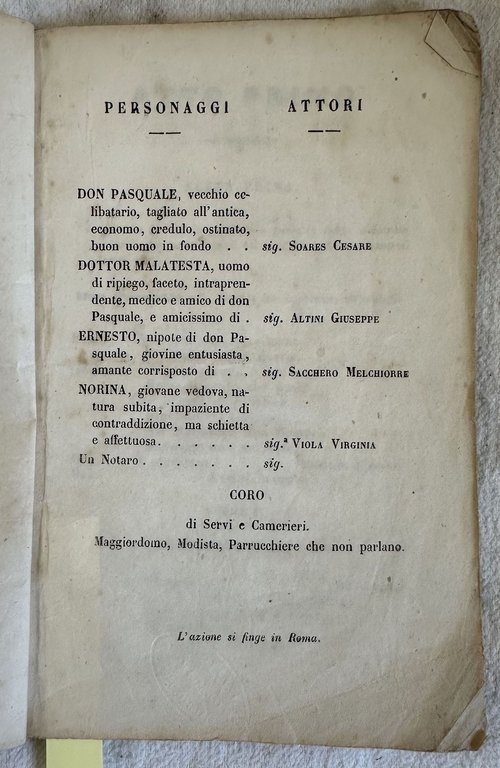 PERSONAGGI ATTORI
DON PASQUALE, vecchio ce-
libatario, tagliato all'antica,
economo, credulo, ostinato,
buon uomo in fondo . . sig. SOARES CESARE
DOTTOR MALATESTA, uomo
di ripiego, faceto, intrapren-
dente, medico e amico di don
Pasquale, e amicissimo di . sig. ALTINI GIUSEPPE
ERNESTO, nipote di don Pa-
squale, giovine entusiasta,
amante corrisposto di . . sig. SACCHERO MELCHIORRE
NORINA, giovane vedova, na-
tura subita, impaziente di
contraddizione, ma schietta
e affettuosa. . . . . . sig.ª VIOLA VIRGINIA
Un Notaro . . . . . . . sig.
CORO
di Servi e Camerieri.
Maggiordomo, Modista, Parrucchiere che non parlano.
L'azione si finge in Roma.